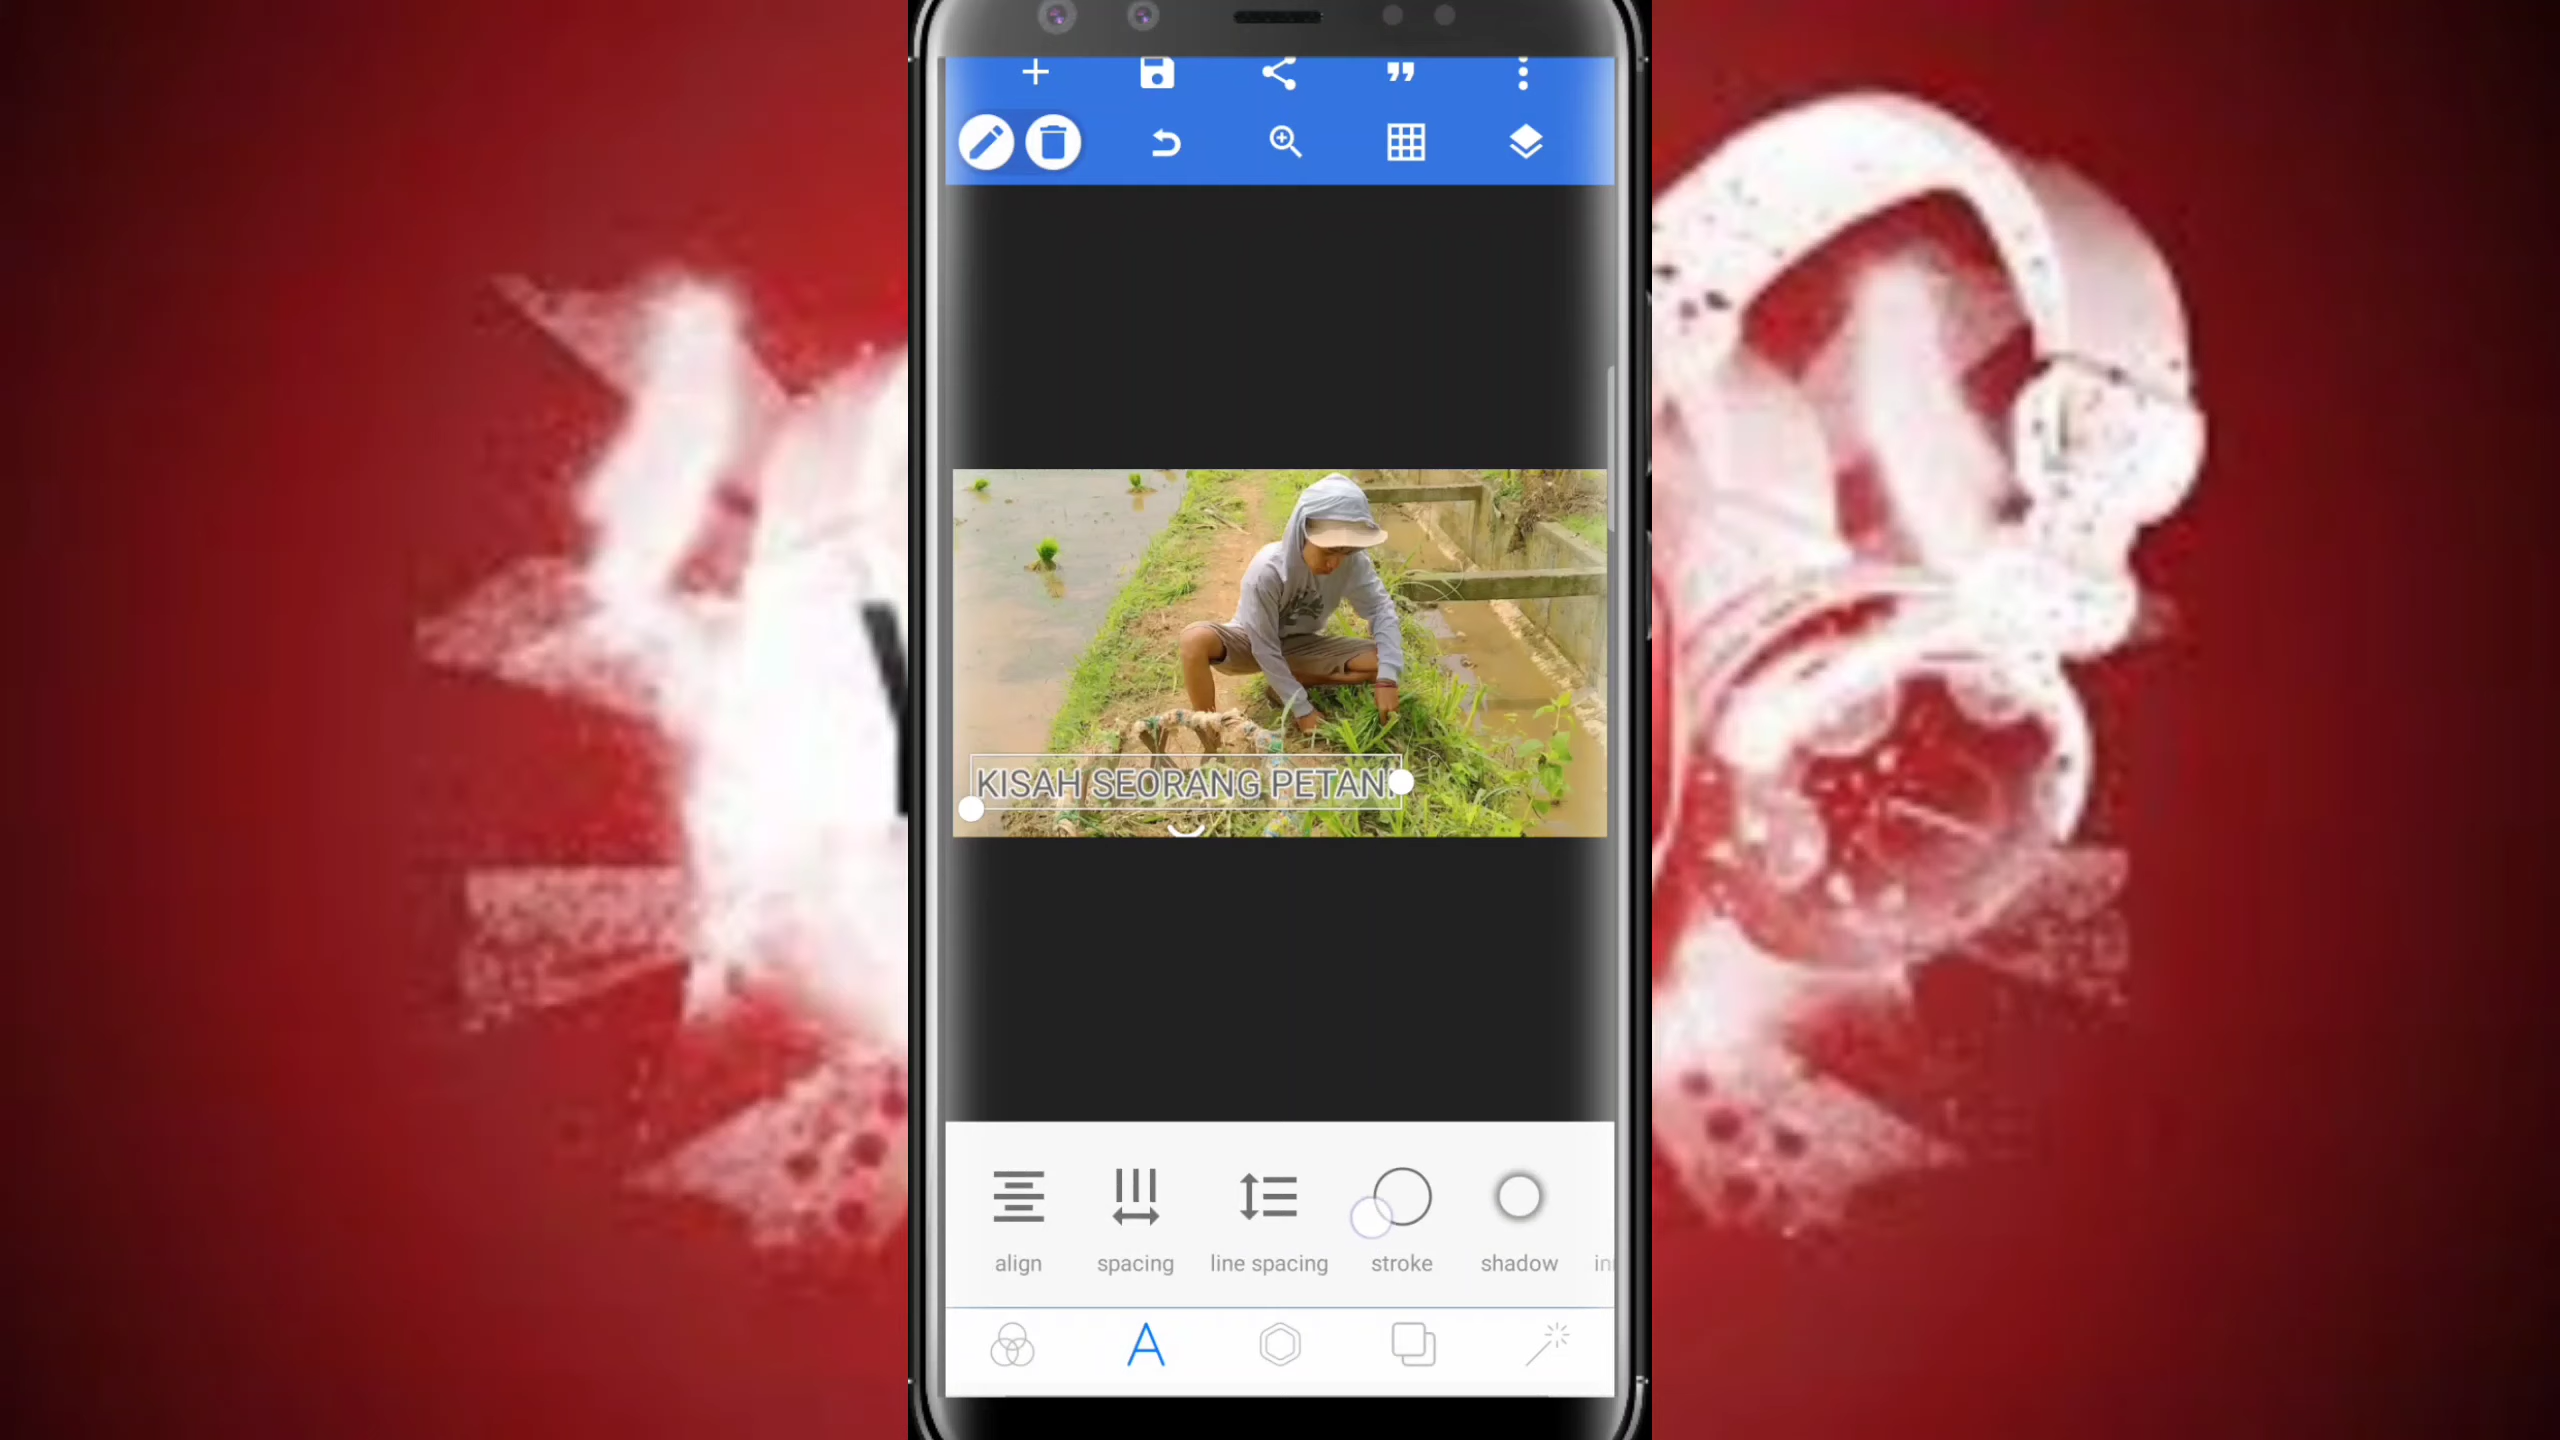 KISAH SEORANG PETANI
align
spacing
line spacing
stroke
shadow